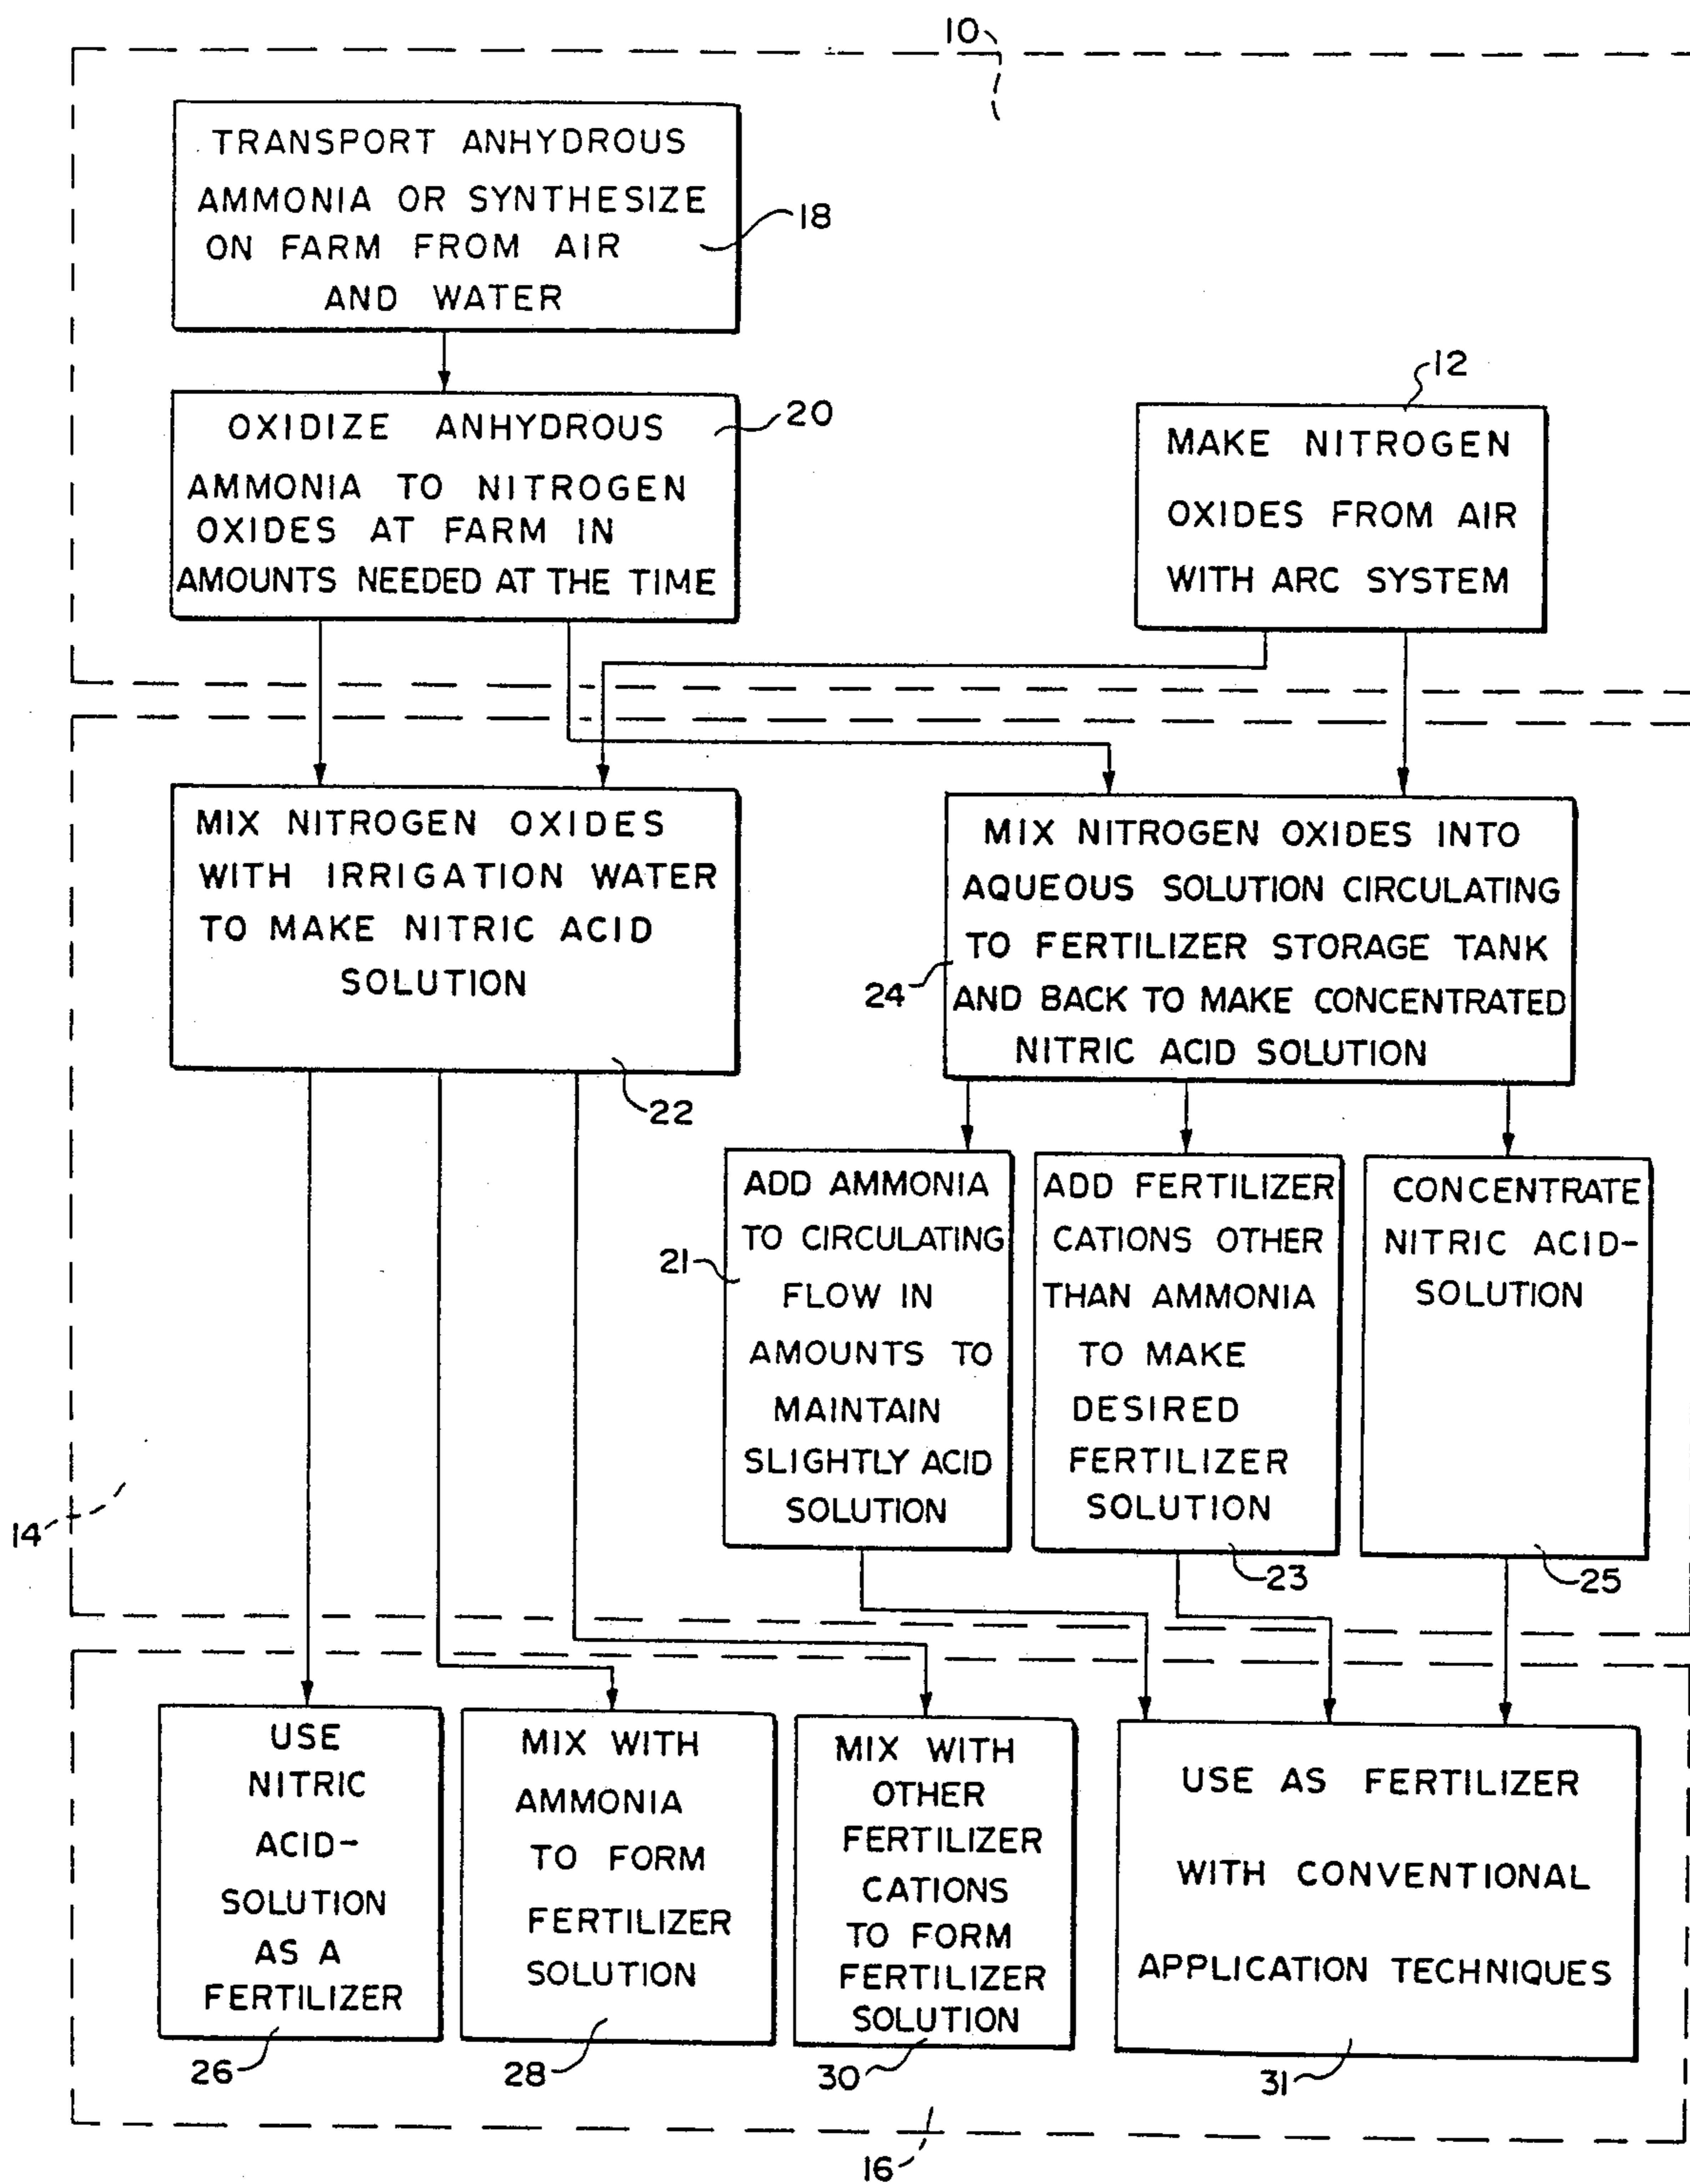 10
TRANSPORT ANHYDROUS
AMMONIA OR SYNTHESIZE
ON FARM FROM AIR
AND WATER
18
OXIDIZE ANHYDROUS
AMMONIA TO NITROGEN
OXIDES AT FARM IN
AMOUNTS NEEDED AT THE TIME
20
12
MAKE NITROGEN
OXIDES FROM AIR
WITH ARC SYSTEM
MIX NITROGEN OXIDES
WITH IRRIGATION WATER
TO MAKE NITRIC ACID
SOLUTION
22
MIX NITROGEN OXIDES INTO
AQUEOUS SOLUTION CIRCULATING
TO FERTILIZER STORAGE TANK
AND BACK TO MAKE CONCENTRATED
NITRIC ACID SOLUTION
24
ADD AMMONIA
TO CIRCULATING
FLOW IN
AMOUNTS TO
MAINTAIN
SLIGHTLY ACID
SOLUTION
21
ADD FERTILIZER
CATIONS OTHER
THAN AMMONIA
TO MAKE
DESIRED
FERTILIZER
SOLUTION
23
CONCENTRATE
NITRIC ACID-
SOLUTION
25
14
USE
NITRIC
ACID-
SOLUTION
AS A
FERTILIZER
26
MIX WITH
AMMONIA
TO FORM
FERTILIZER
SOLUTION
28
MIX WITH
OTHER
FERTILIZER
CATIONS
TO FORM
FERTILIZER
SOLUTION
30
USE AS FERTILIZER
WITH CONVENTIONAL
APPLICATION TECHNIQUES
31
16